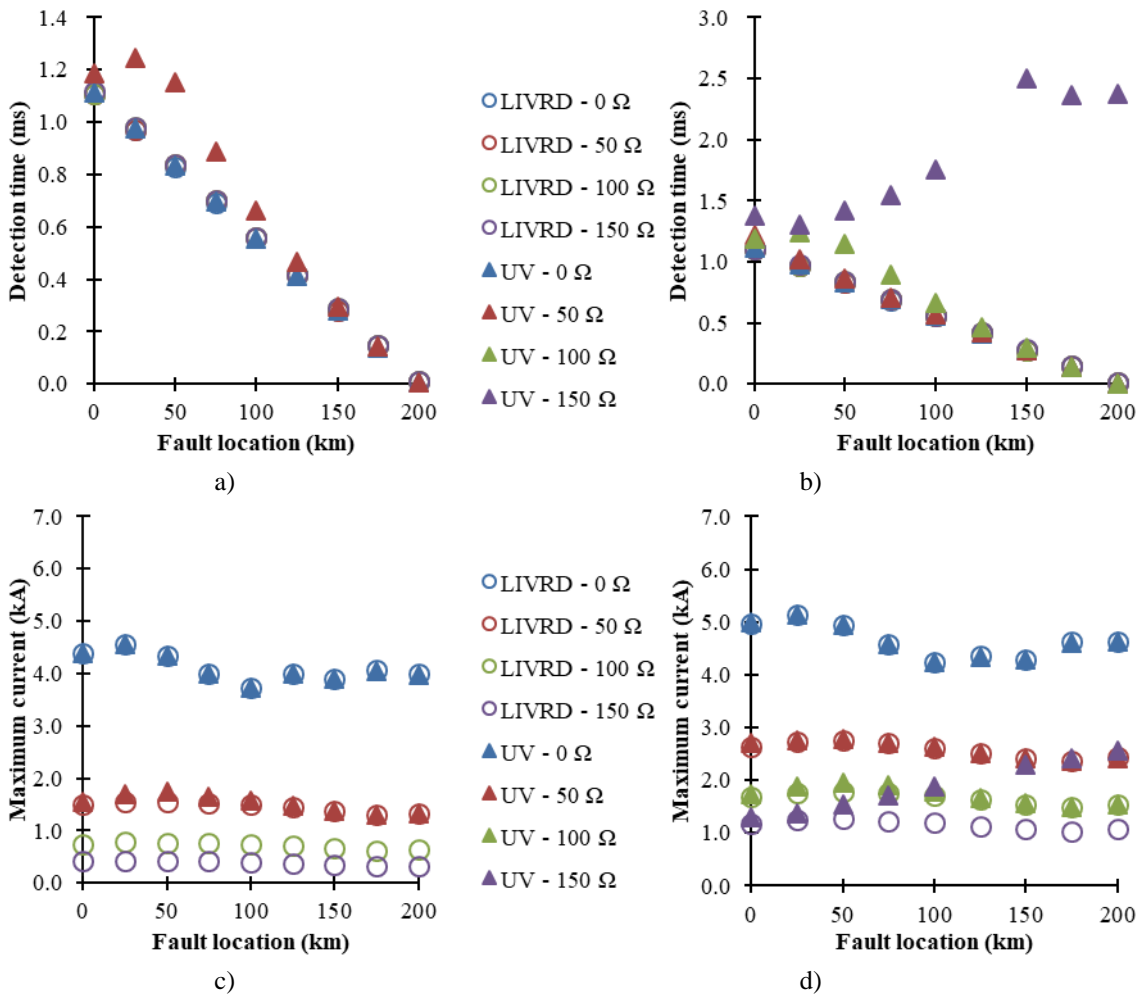 1.4
1.2
1.0
0.8
0.6
0.4
0.2
0.0
Detection time (ms)
0 50 100 150 200
Fault location (km)
a)
LIVRD - 0 Ω
LIVRD - 50 Ω
LIVRD - 100 Ω
LIVRD - 150 Ω
UV - 0 Ω
UV - 50 Ω
UV - 100 Ω
UV - 150 Ω
3.0
2.5
2.0
1.5
1.0
0.5
0.0
Detection time (ms)
0 50 100 150 200
Fault location (km)
b)
7.0
6.0
5.0
4.0
3.0
2.0
1.0
0.0
Maximum current (kA)
0 50 100 150 200
Fault location (km)
c)
LIVRD - 0 Ω
LIVRD - 50 Ω
LIVRD - 100 Ω
LIVRD - 150 Ω
UV - 0 Ω
UV - 50 Ω
UV - 100 Ω
UV - 150 Ω
7.0
6.0
5.0
4.0
3.0
2.0
1.0
0.0
Maximum current (kA)
0 50 100 150 200
Fault location (km)
d)